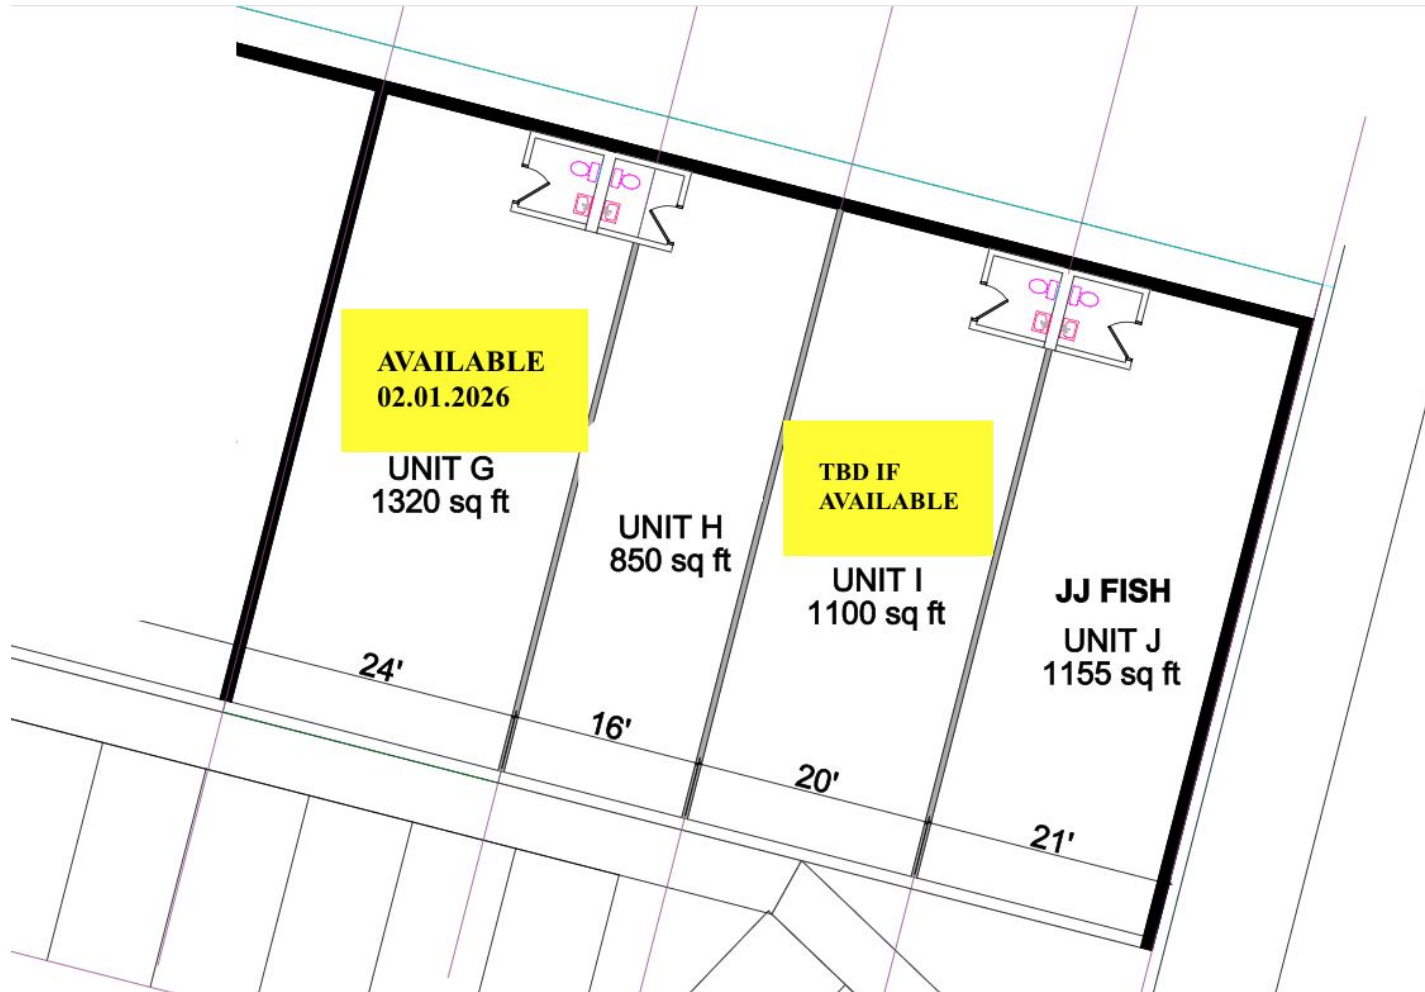 AVAILABLE
02.01.2026
UNIT G
1320 sq ft
UNIT H
850 sq ft
TBD IF
AVAILABLE
UNIT I
1100 sq ft
JJ FISH
UNIT J
1155 sq ft
24'
16'
20'
21'